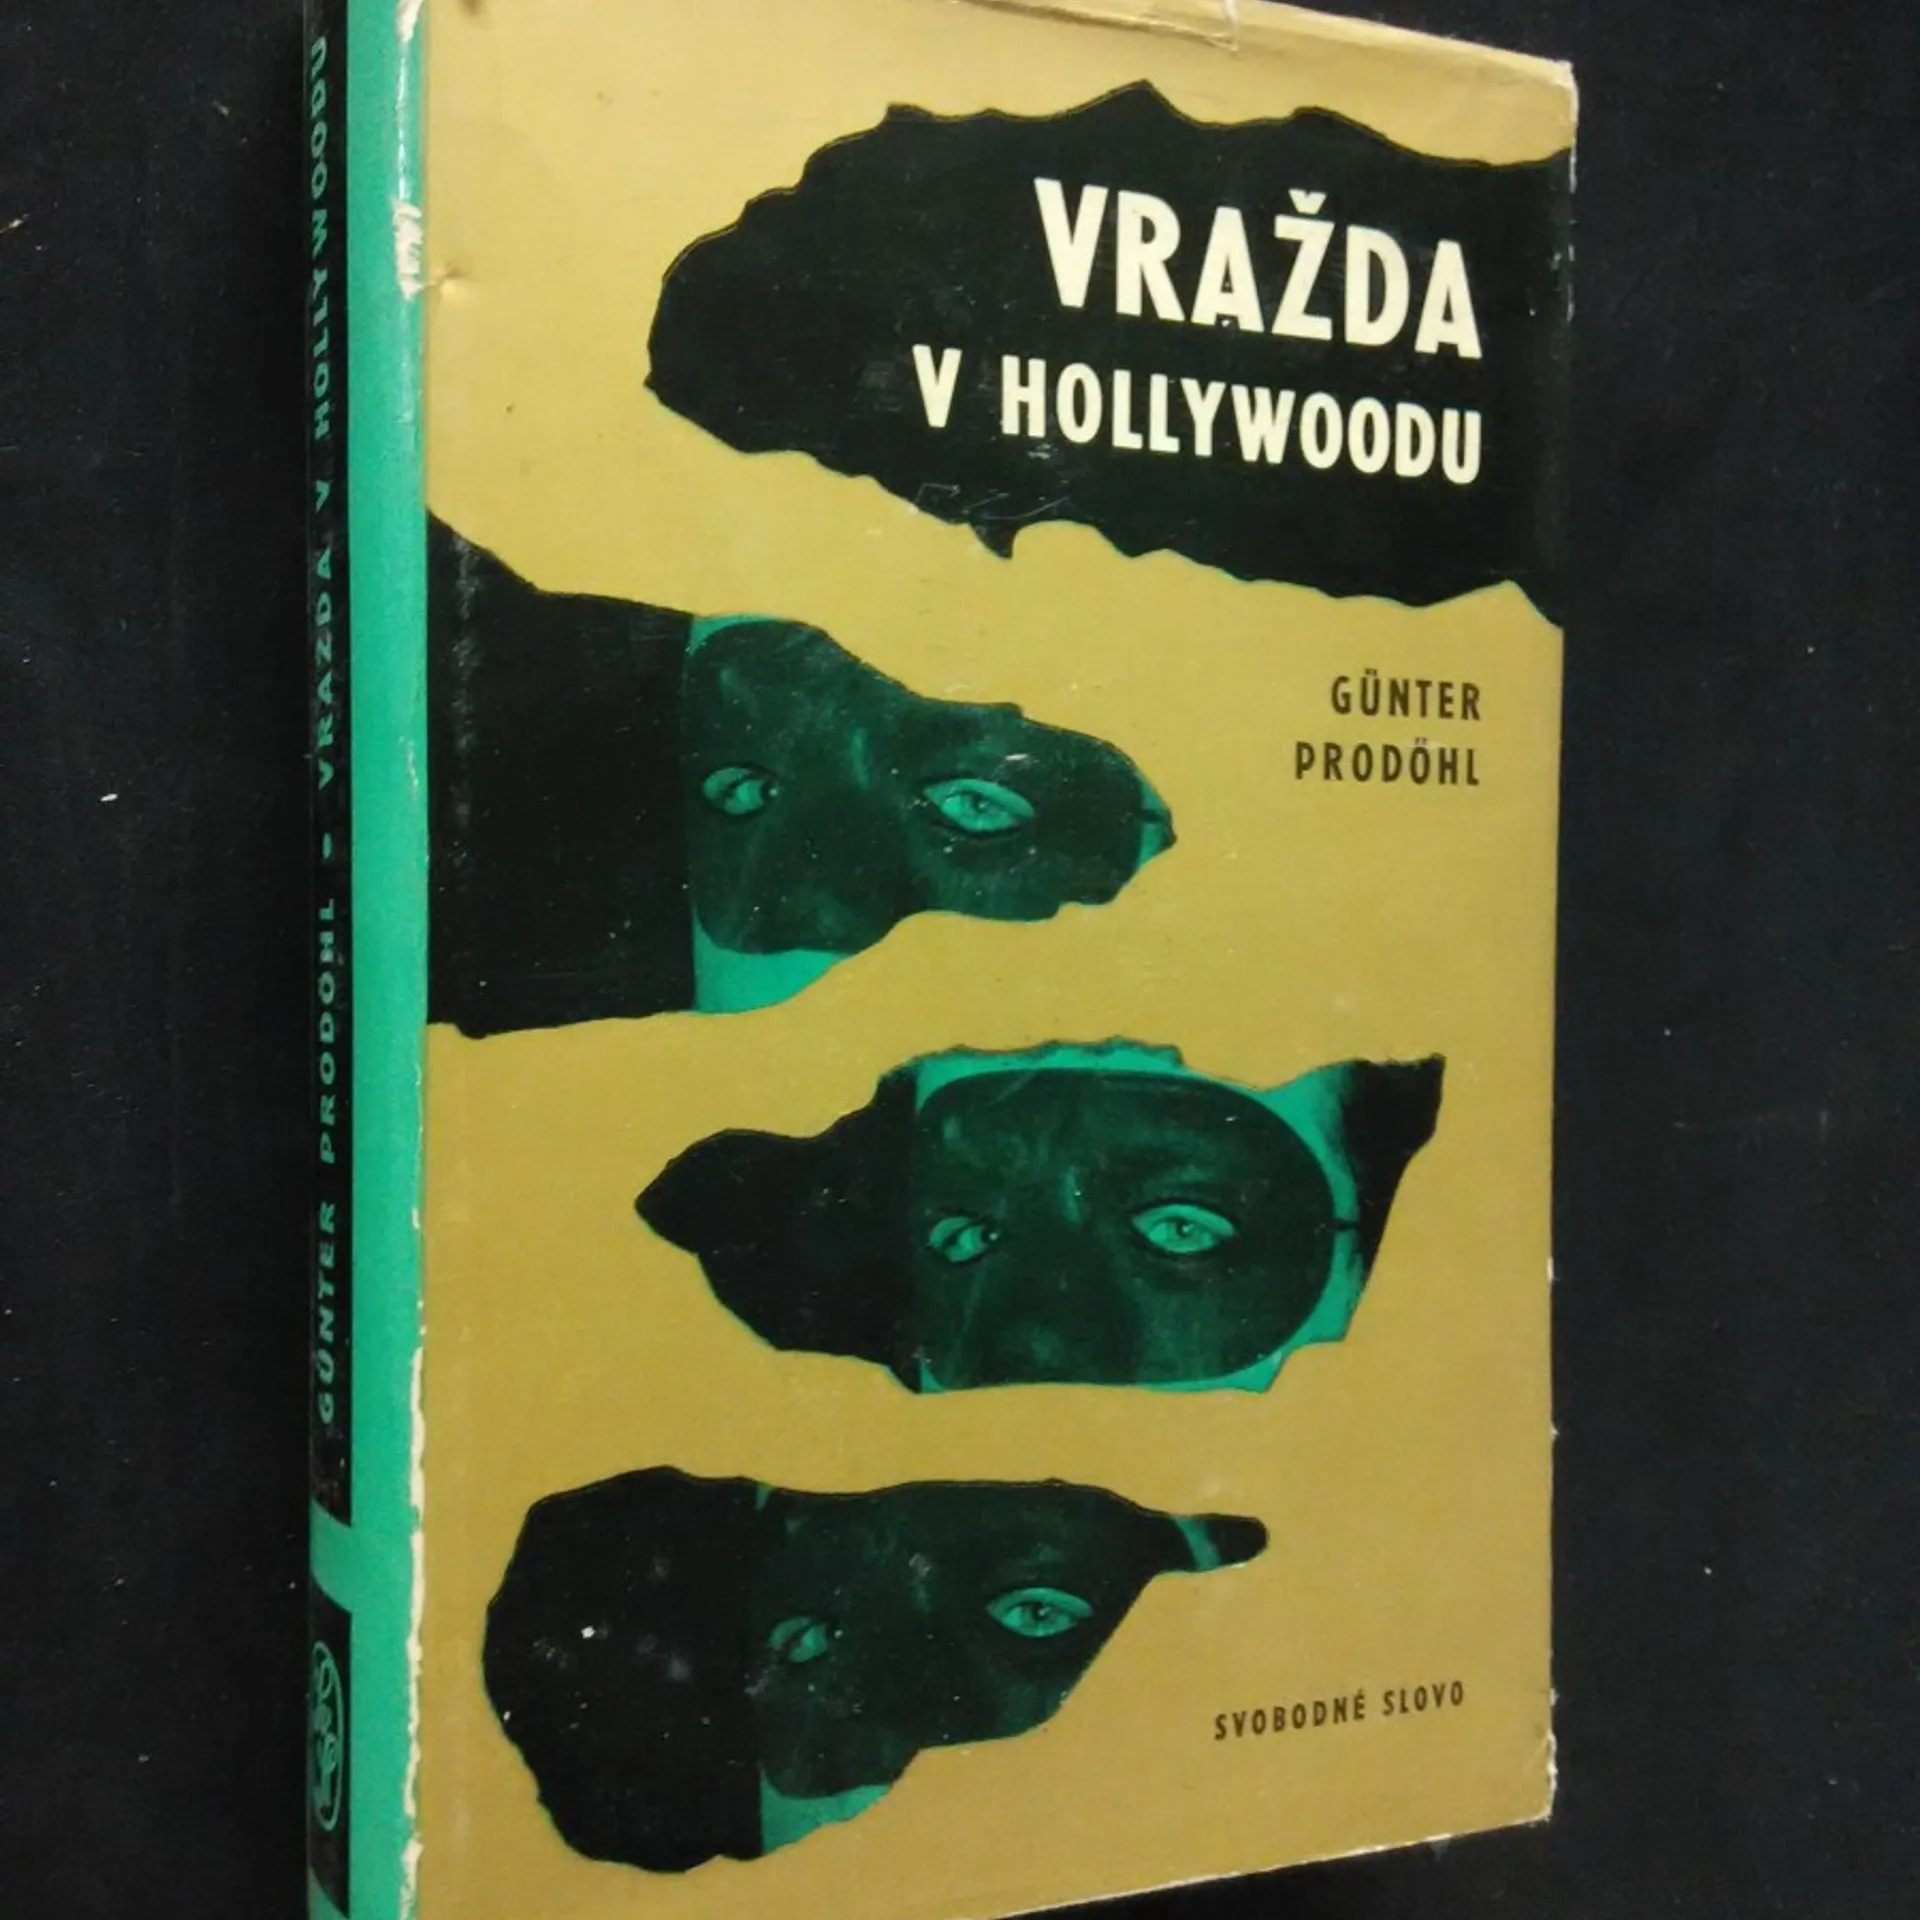 VRAŽDA
V HOLLYWOODU
GÜNTER
PRODÖHL
SVOBODNÉ SLOVO
GÜNTER PRODÖHL • VRAŽDA V HOLLYWOODU